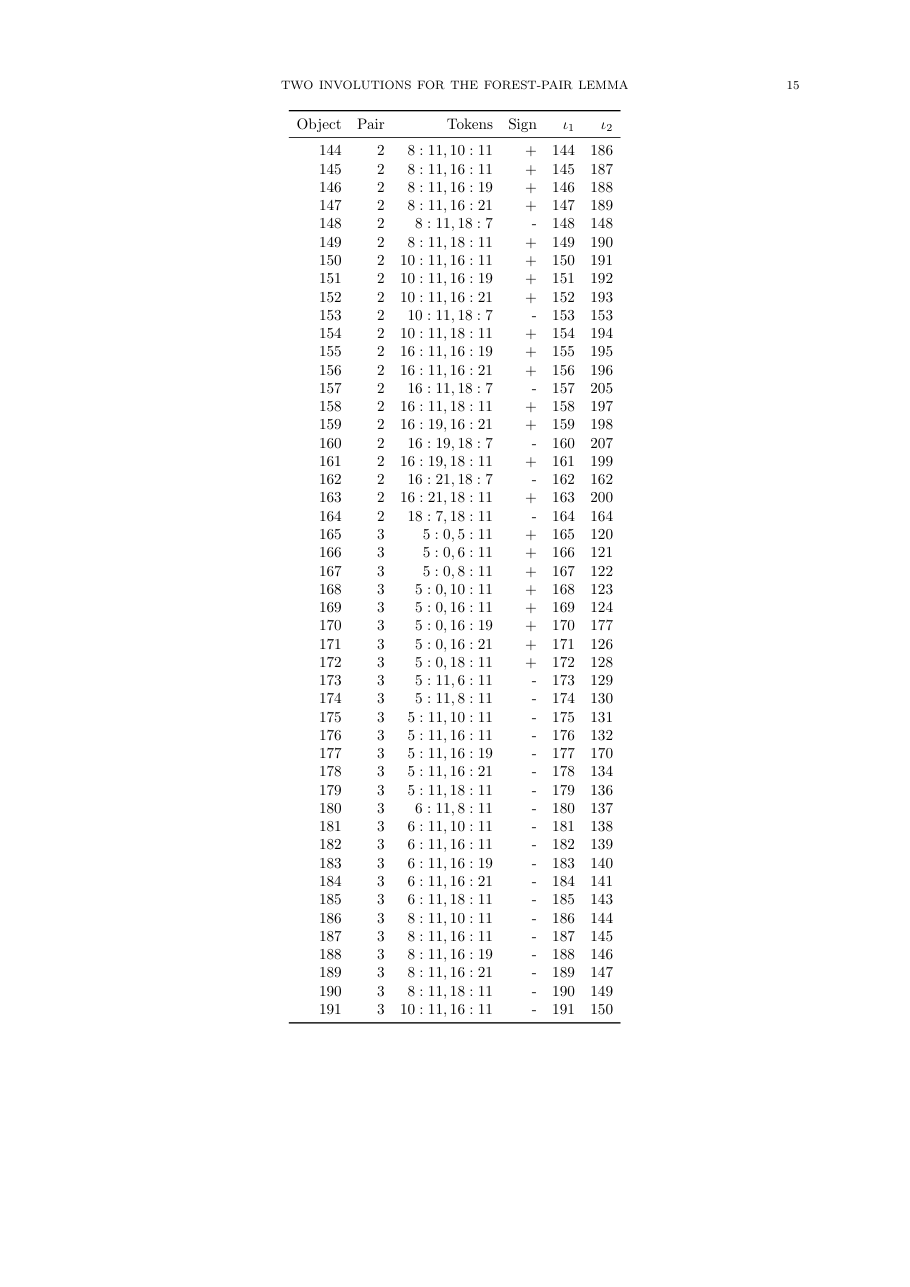 TWO INVOLUTIONS FOR THE FOREST-PAIR LEMMA 15
Object Pair Tokens Sign ι1 ι2
144 2 8 : 11, 10 : 11 + 144 186
145 2 8 : 11, 16 : 11 + 145 187
146 2 8 : 11, 16 : 19 + 146 188
147 2 8 : 11, 16 : 21 + 147 189
148 2 8 : 11, 18 : 7 - 148 148
149 2 8 : 11, 18 : 11 + 149 190
150 2 10 : 11, 16 : 11 + 150 191
151 2 10 : 11, 16 : 19 + 151 192
152 2 10 : 11, 16 : 21 + 152 193
153 2 10 : 11, 18 : 7 - 153 153
154 2 10 : 11, 18 : 11 + 154 194
155 2 16 : 11, 16 : 19 + 155 195
156 2 16 : 11, 16 : 21 + 156 196
157 2 16 : 11, 18 : 7 - 157 205
158 2 16 : 11, 18 : 11 + 158 197
159 2 16 : 19, 16 : 21 + 159 198
160 2 16 : 19, 18 : 7 - 160 207
161 2 16 : 19, 18 : 11 + 161 199
162 2 16 : 21, 18 : 7 - 162 162
163 2 16 : 21, 18 : 11 + 163 200
164 2 18 : 7, 18 : 11 - 164 164
165 3 5 : 0, 5 : 11 + 165 120
166 3 5 : 0, 6 : 11 + 166 121
167 3 5 : 0, 8 : 11 + 167 122
168 3 5 : 0, 10 : 11 + 168 123
169 3 5 : 0, 16 : 11 + 169 124
170 3 5 : 0, 16 : 19 + 170 177
171 3 5 : 0, 16 : 21 + 171 126
172 3 5 : 0, 18 : 11 + 172 128
173 3 5 : 11, 6 : 11 - 173 129
174 3 5 : 11, 8 : 11 - 174 130
175 3 5 : 11, 10 : 11 - 175 131
176 3 5 : 11, 16 : 11 - 176 132
177 3 5 : 11, 16 : 19 - 177 170
178 3 5 : 11, 16 : 21 - 178 134
179 3 5 : 11, 18 : 11 - 179 136
180 3 6 : 11, 8 : 11 - 180 137
181 3 6 : 11, 10 : 11 - 181 138
182 3 6 : 11, 16 : 11 - 182 139
183 3 6 : 11, 16 : 19 - 183 140
184 3 6 : 11, 16 : 21 - 184 141
185 3 6 : 11, 18 : 11 - 185 143
186 3 8 : 11, 10 : 11 - 186 144
187 3 8 : 11, 16 : 11 - 187 145
188 3 8 : 11, 16 : 19 - 188 146
189 3 8 : 11, 16 : 21 - 189 147
190 3 8 : 11, 18 : 11 - 190 149
191 3 10 : 11, 16 : 11 - 191 150